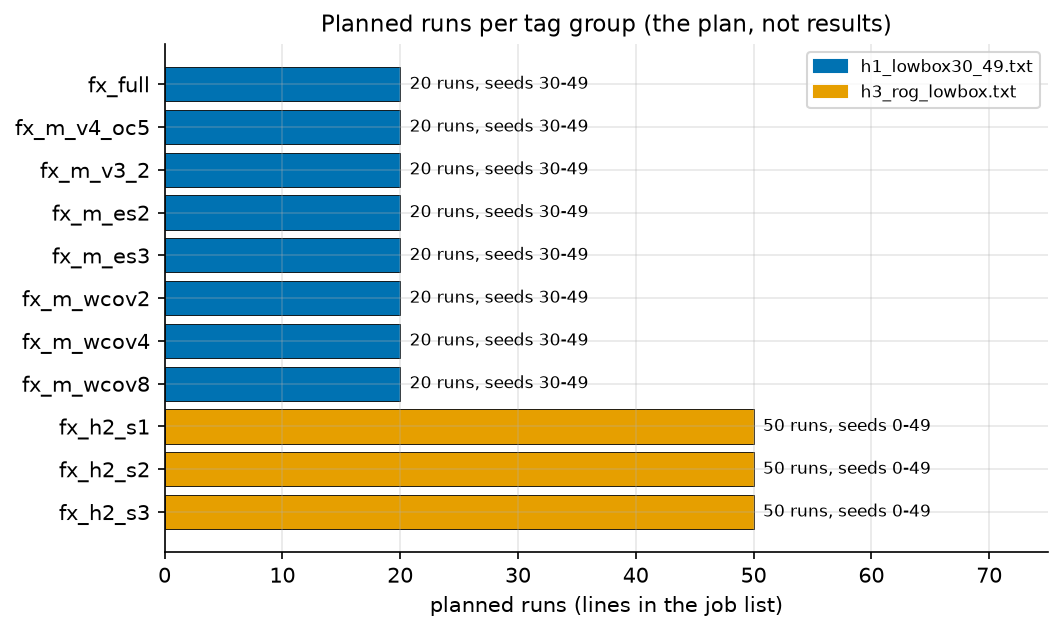 Planned runs per tag group (the plan, not results)
h1_lowbox30_49.txt
h3_rog_lowbox.txt
fx_full 20 runs, seeds 30-49
fx_m_v4_oc5 20 runs, seeds 30-49
fx_m_v3_2 20 runs, seeds 30-49
fx_m_es2 20 runs, seeds 30-49
fx_m_es3 20 runs, seeds 30-49
fx_m_wcov2 20 runs, seeds 30-49
fx_m_wcov4 20 runs, seeds 30-49
fx_m_wcov8 20 runs, seeds 30-49
fx_h2_s1 50 runs, seeds 0-49
fx_h2_s2 50 runs, seeds 0-49
fx_h2_s3 50 runs, seeds 0-49
0 10 20 30 40 50 60 70
planned runs (lines in the job list)